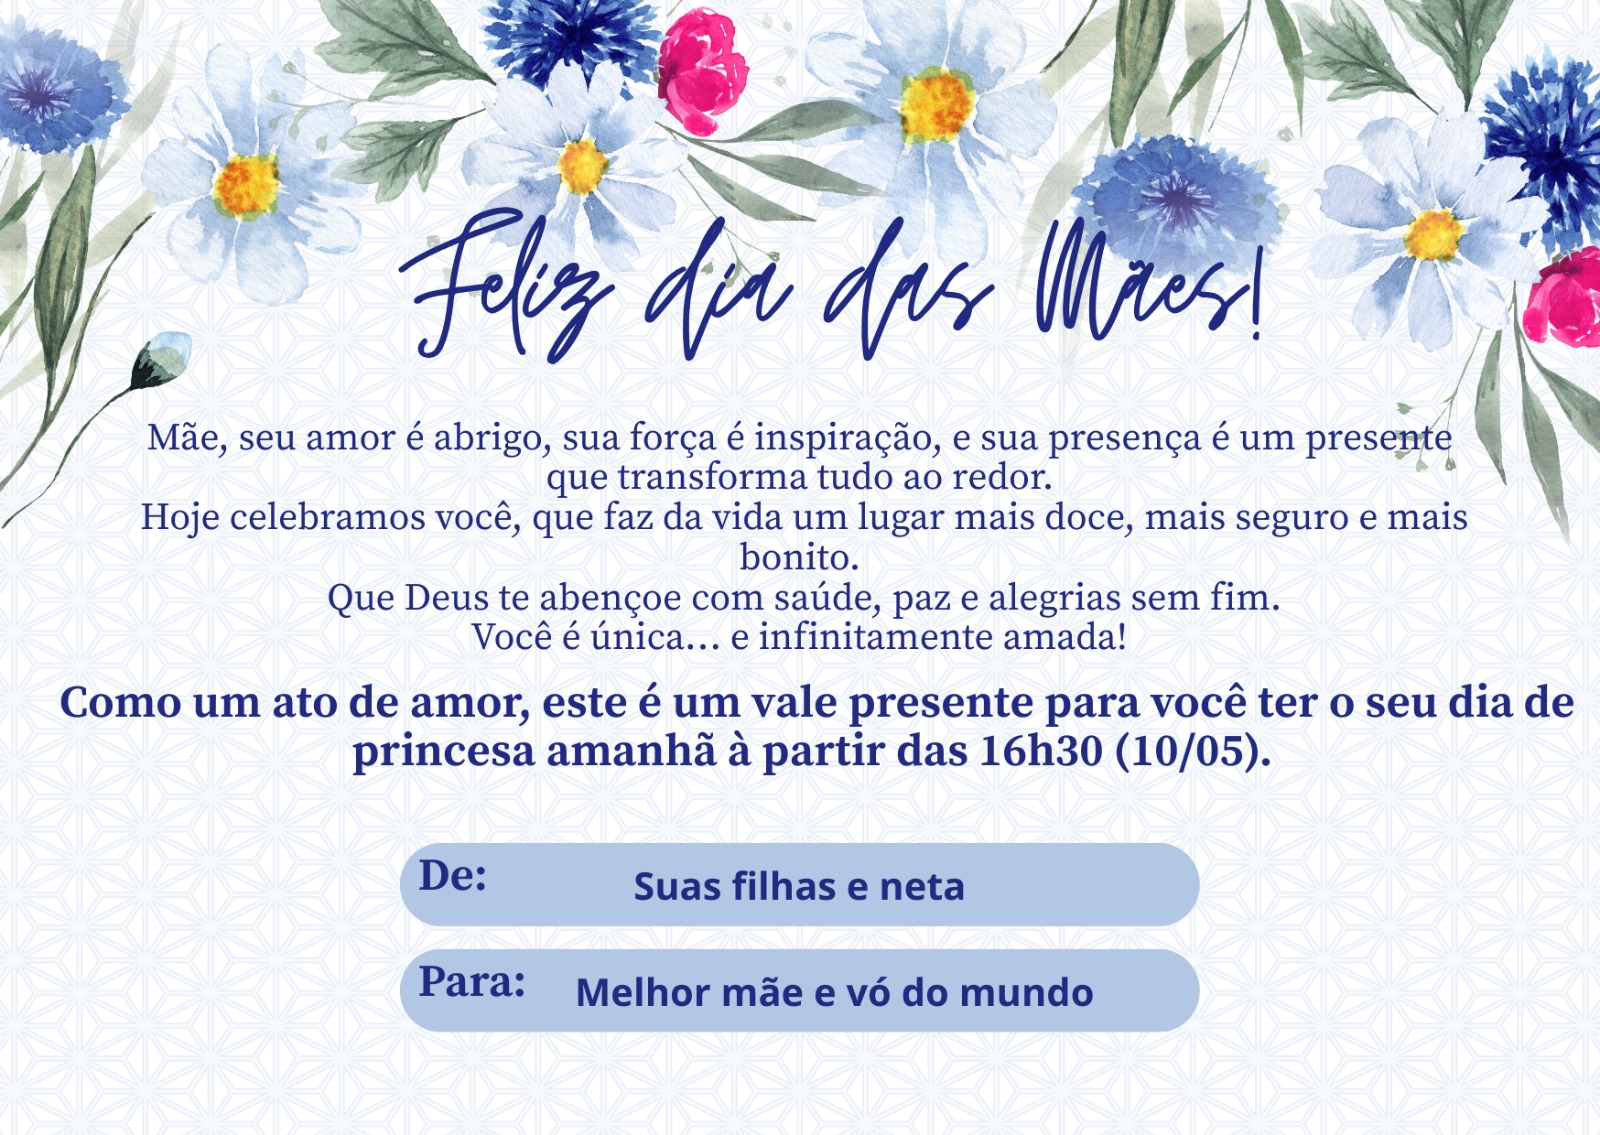 Feliz dia das Mães!
Mãe, seu amor é abrigo, sua força é inspiração, e sua presença é um presente
que transforma tudo ao redor.
Hoje celebramos você, que faz da vida um lugar mais doce, mais seguro e mais
bonito.
Que Deus te abençoe com saúde, paz e alegrias sem fim.
Você é única... e infinitamente amada!
Como um ato de amor, este é um vale presente para você ter o seu dia de
princesa amanhã à partir das 16h30 (10/05).
De: Suas filhas e neta
Para: Melhor mãe e vó do mundo